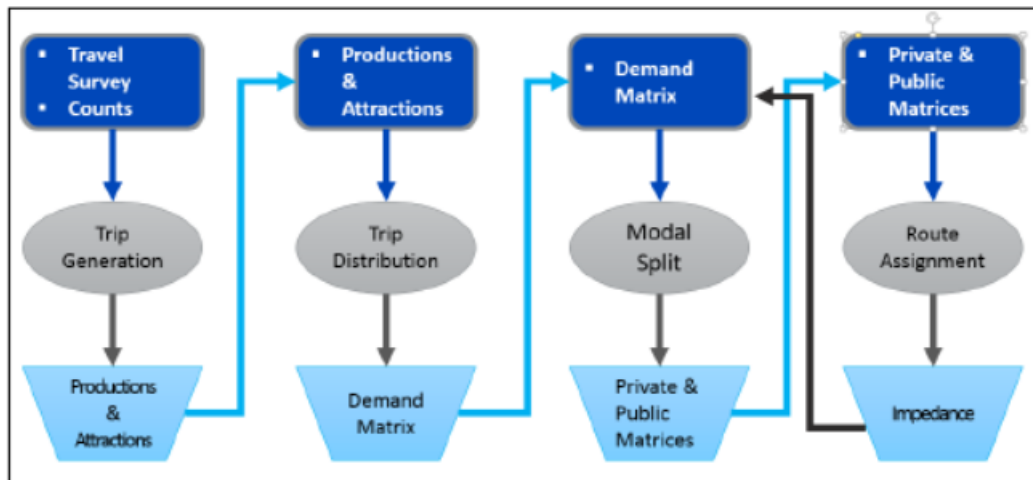 ▪ Travel
Survey
▪ Counts
▪ Productions
&
Attractions
▪ Demand
Matrix
▪ Private &
Public
Matrices
Trip
Generation
Trip
Distribution
Modal
Split
Route
Assignment
Productions
&
Attractions
Demand
Matrix
Private &
Public
Matrices
Impedance